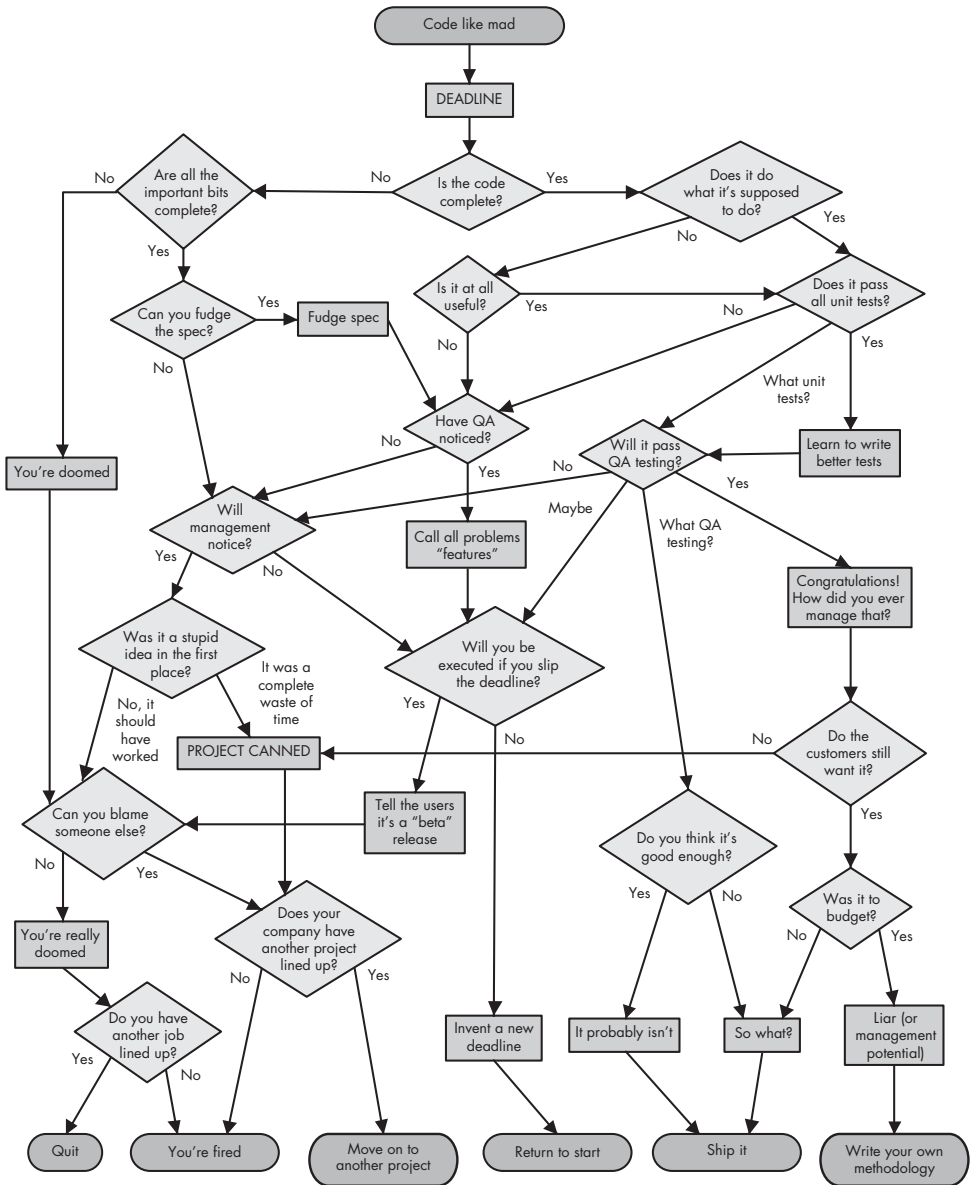 Code like mad
DEADLINE
No
Are all the
important bits
complete?
No
Is the code
complete?
Yes
Does it do
what it's supposed
to do?
Yes
No
Yes
Can you fudge
the spec?
Yes
Fudge spec
No
Is it at all
useful?
Yes
No
Does it pass
all unit tests?
No
Yes
What unit
tests?
Have QA
noticed?
No
Yes
Will it pass
QA testing?
No
Yes
Maybe
What QA
testing?
Learn to write
better tests
You're doomed
Will
management
notice?
Yes
No
Call all problems
"features"
Congratulations!
How did you ever
manage that?
Was it a stupid
idea in the first
place?
No, it
should
have
worked
It was a
complete
waste of
time
Will you be
executed if you slip
the deadline?
Yes
No
PROJECT CANNED
No
Do the
customers still
want it?
Yes
Can you blame
someone else?
No
Yes
Tell the users
it's a "beta"
release
Do you think it's
good enough?
Yes
No
Was it to
budget?
No
Yes
You're really
doomed
Does your
company have
another project
lined up?
No
Yes
Do you have
another job
lined up?
Yes
No
Invent a new
deadline
It probably isn't
So what?
Liar (or
management
potential)
Quit
You're fired
Move on to
another project
Return to start
Ship it
Write your own
methodology